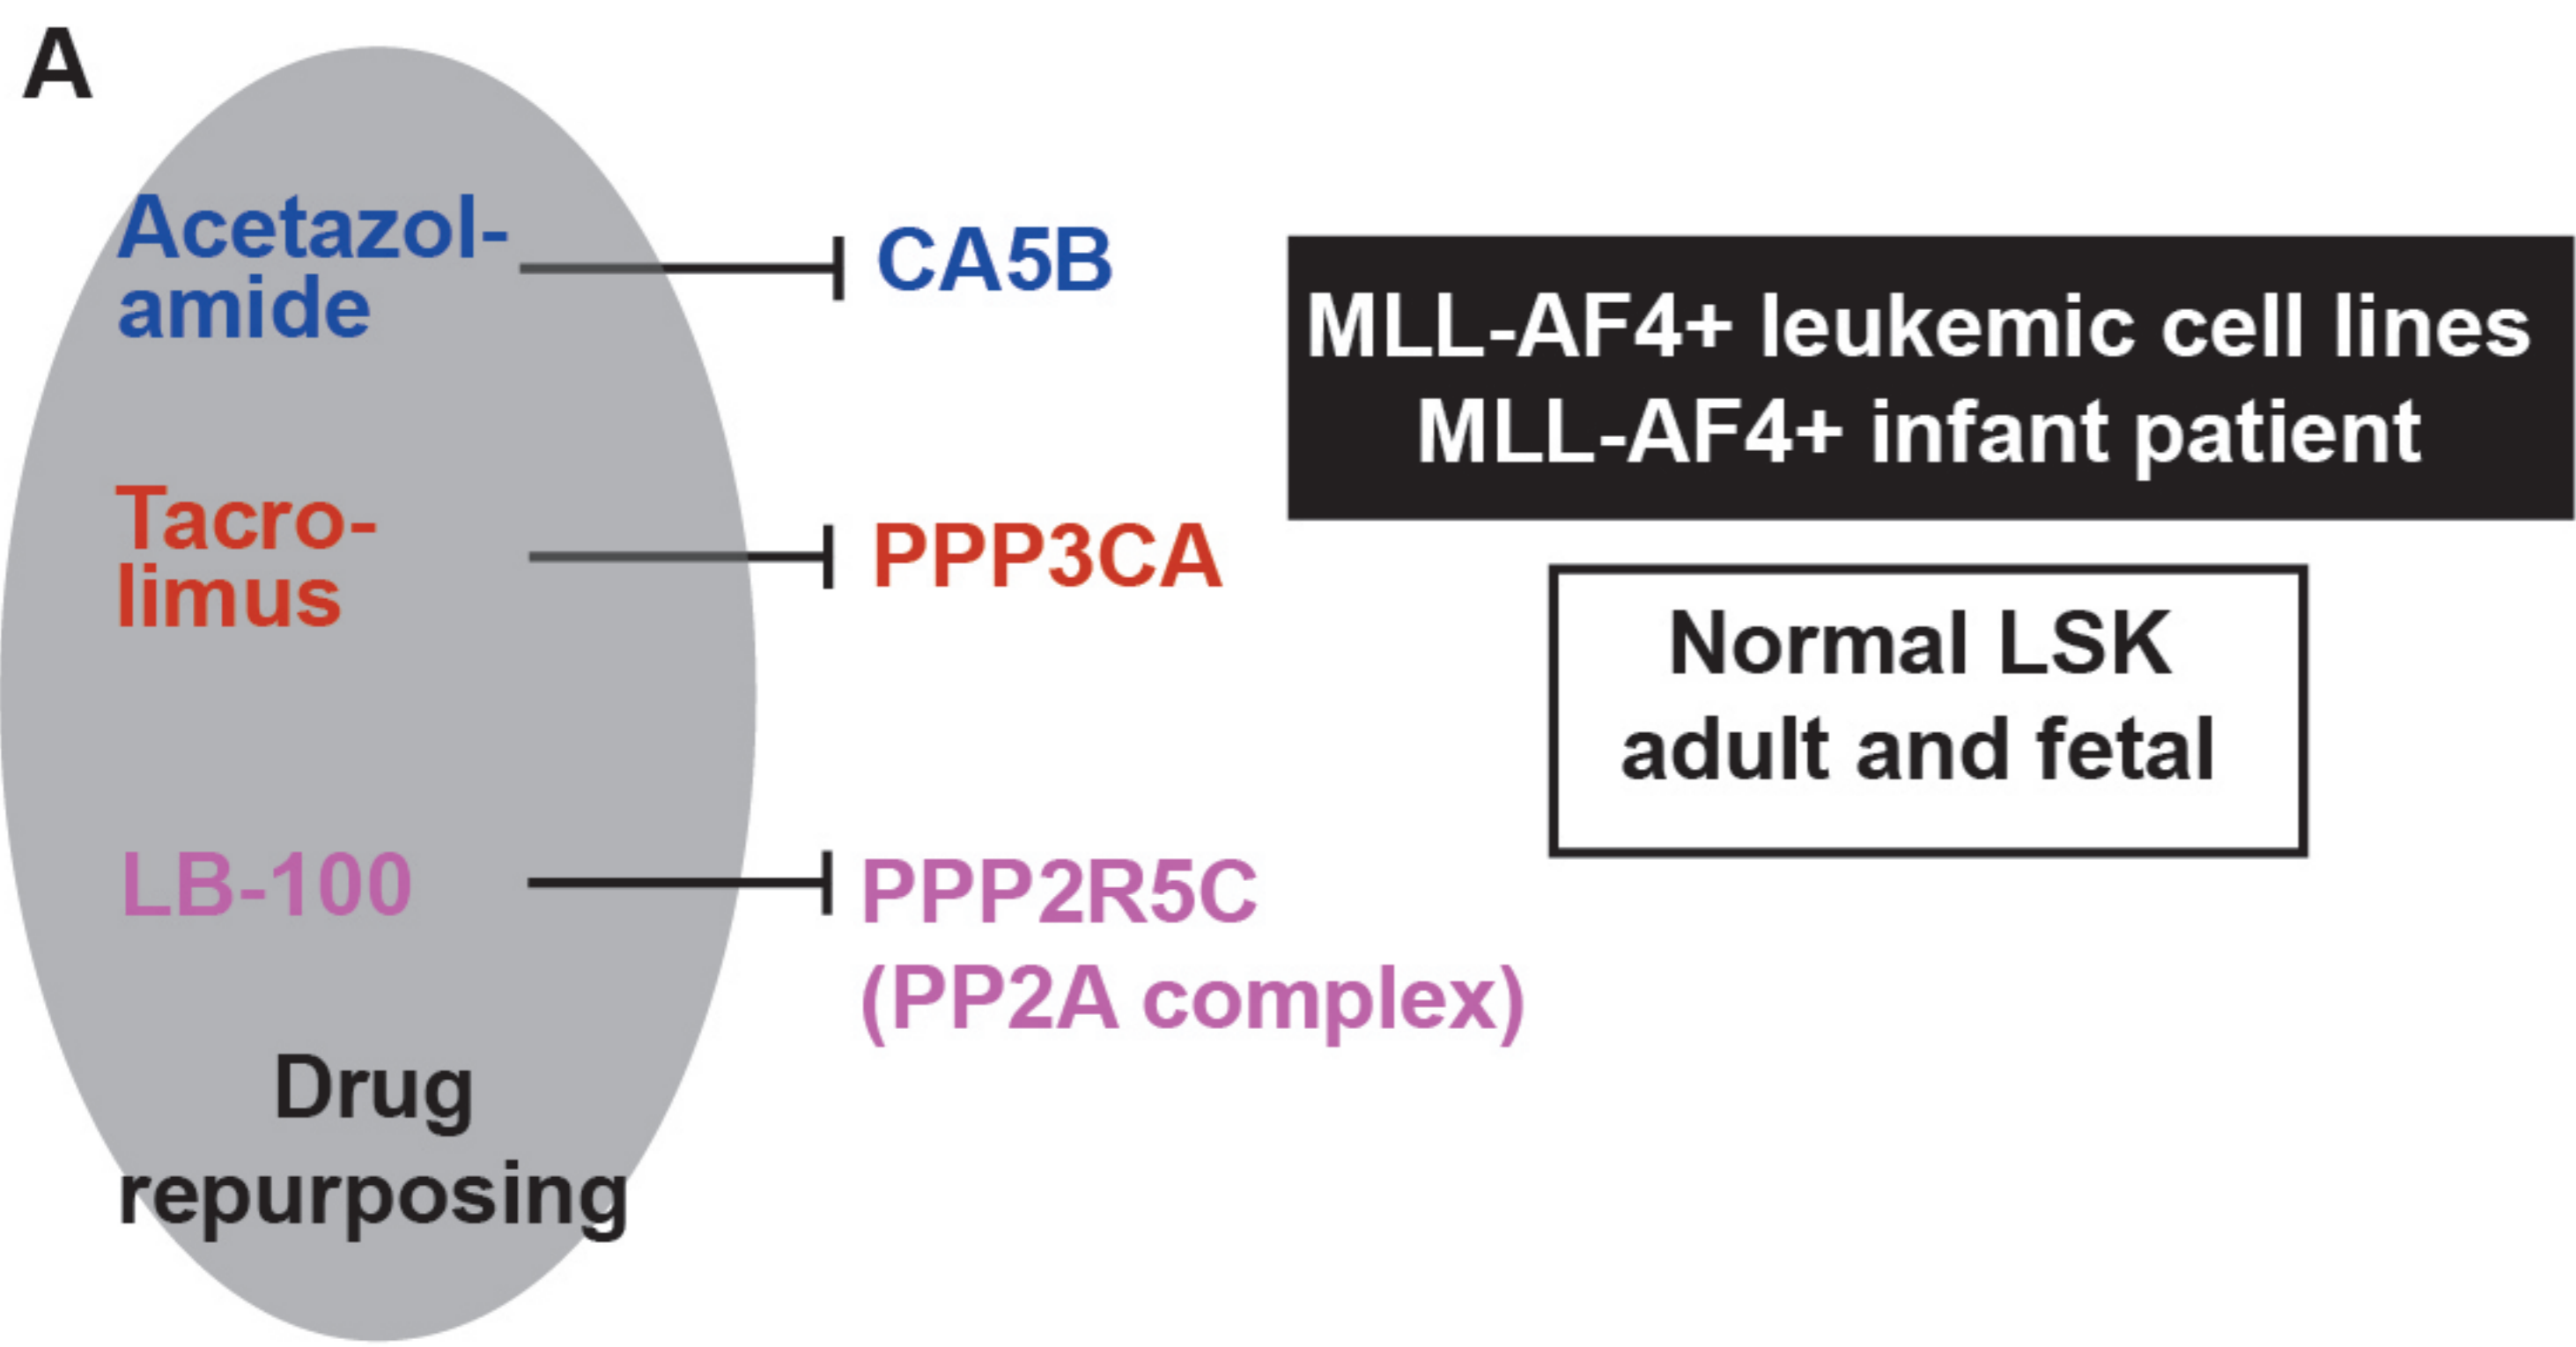 A
Acetazol-
amide
CA5B
Tacro-
limus
PPP3CA
LB-100
PPP2R5C
(PP2A complex)
Drug
repurposing
MLL-AF4+ leukemic cell lines
MLL-AF4+ infant patient
Normal LSK
adult and fetal